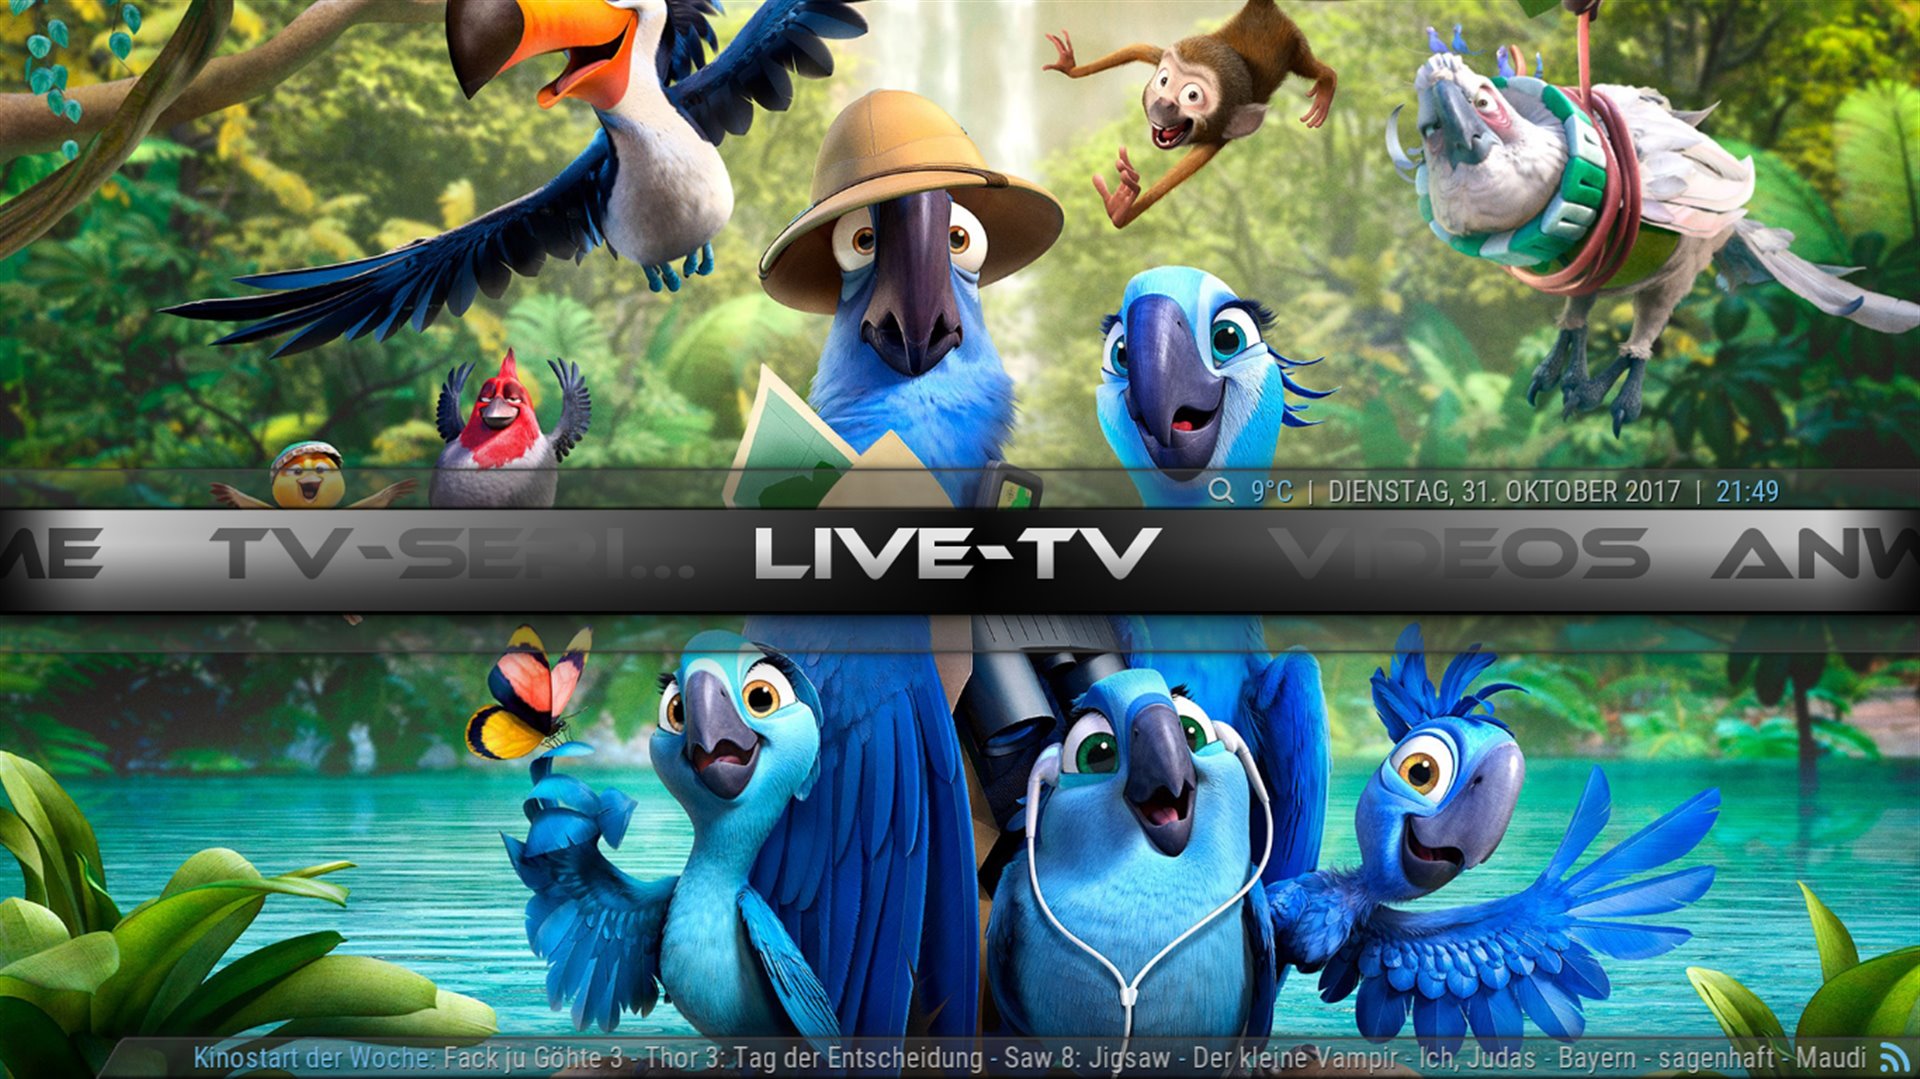 9°C | DIENSTAG, 31. OKTOBER 2017 | 21:49
ME TV-SERI... LIVE-TV VIDEOS ANW
Kinostart der Woche: Fack ju Göhte 3 - Thor 3: Tag der Entscheidung - Saw 8: Jigsaw - Der kleine Vampir - Ich, Judas - Bayern - sagenhaft - Maudi